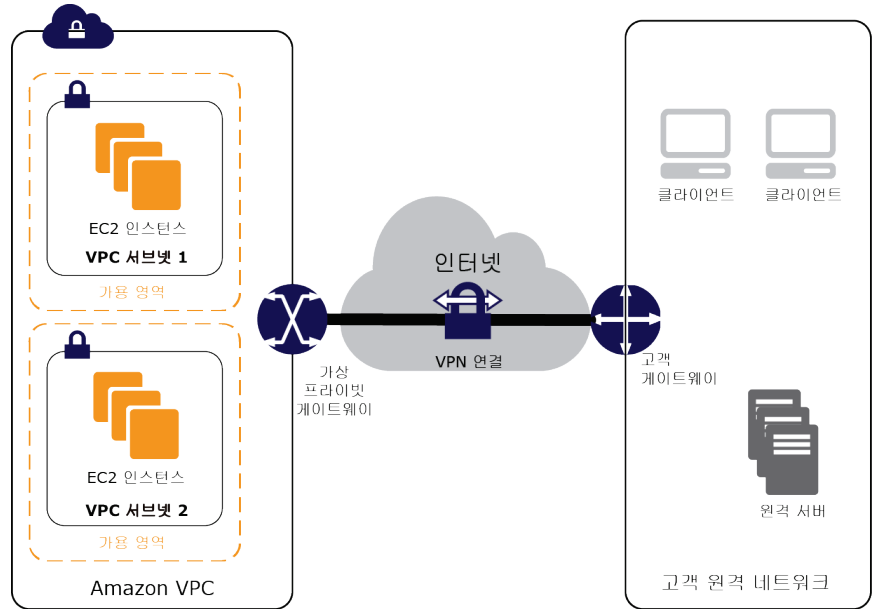 EC2 인스턴스
VPC 서브넷 1
가용 영역
EC2 인스턴스
VPC 서브넷 2
가용 영역
Amazon VPC
가상
프라이빗
게이트웨이
인터넷
VPN 연결
고객
게이트웨이
클라이언트
클라이언트
원격 서버
고객 원격 네트워크